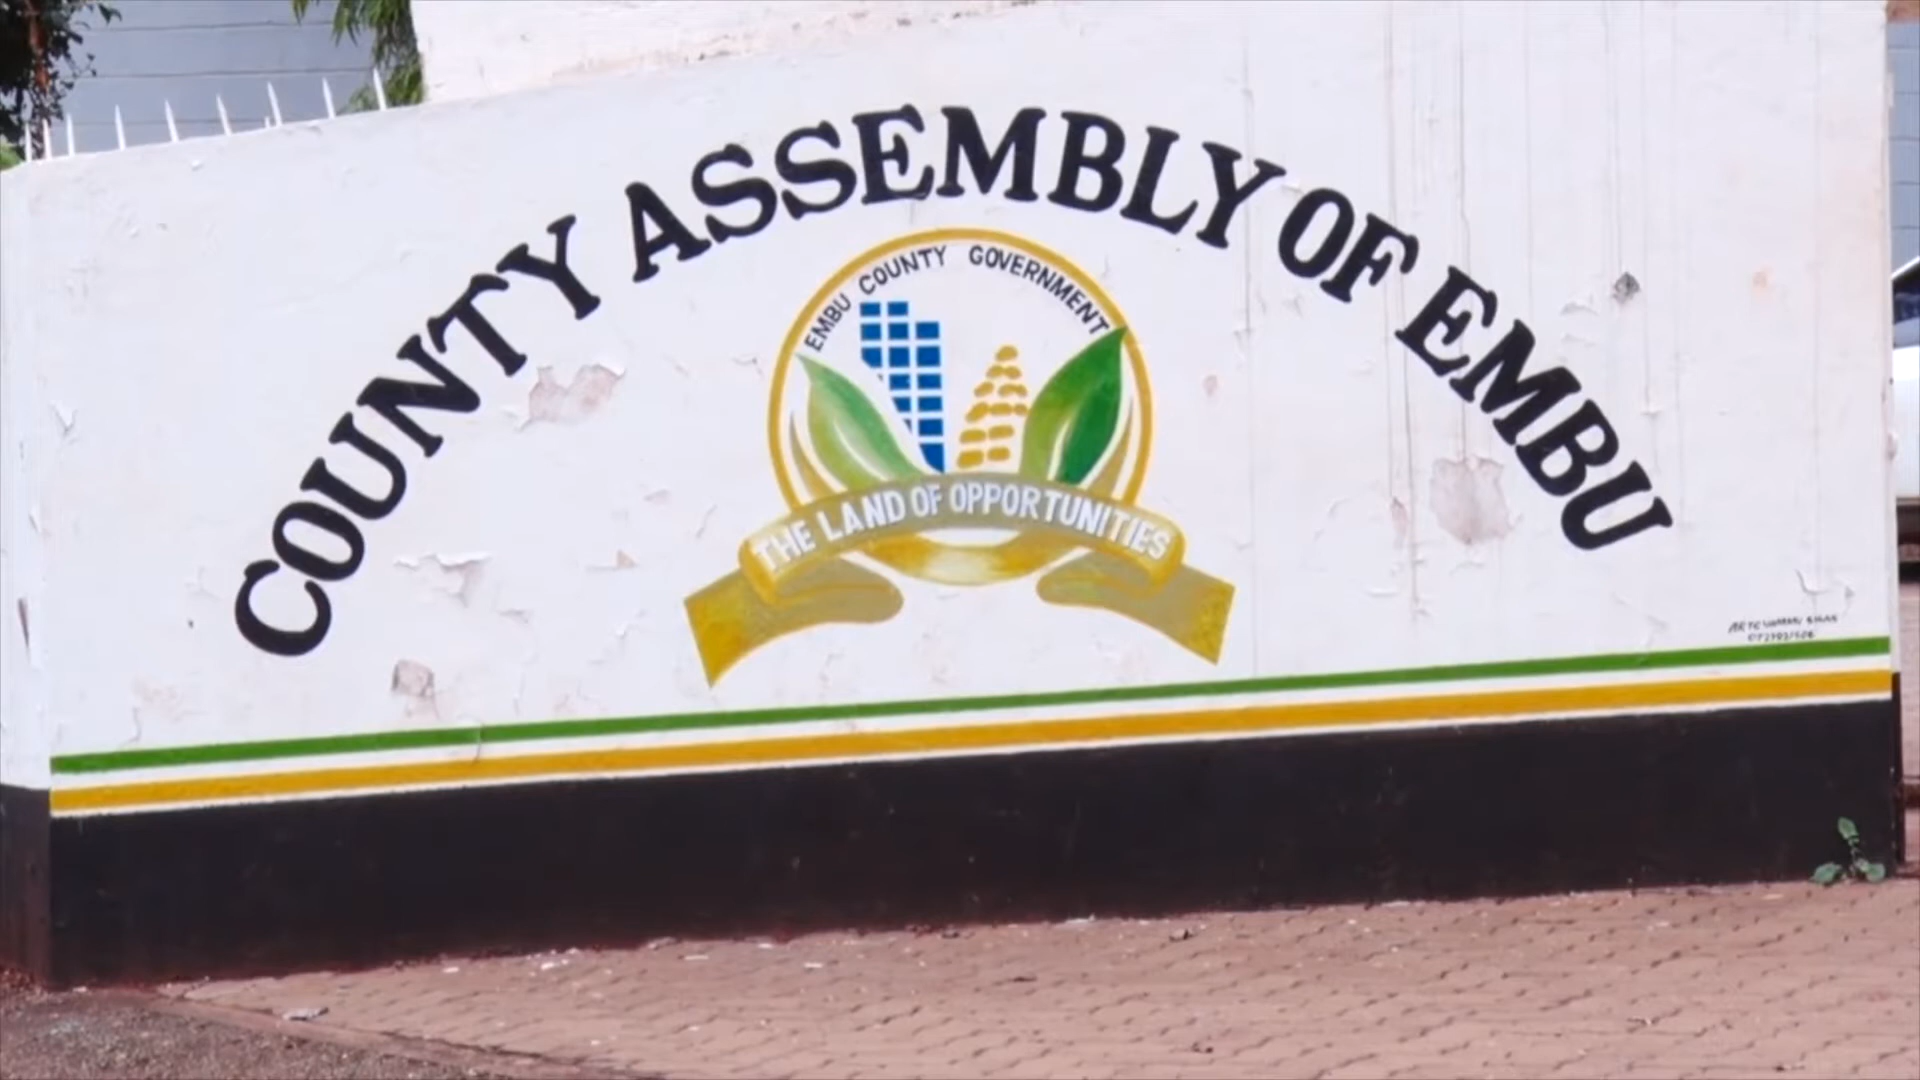 COUNTY ASSEMBLY OF EMBU
EMBU COUNTY GOVERNMENT
THE LAND OF OPPORTUNITIES